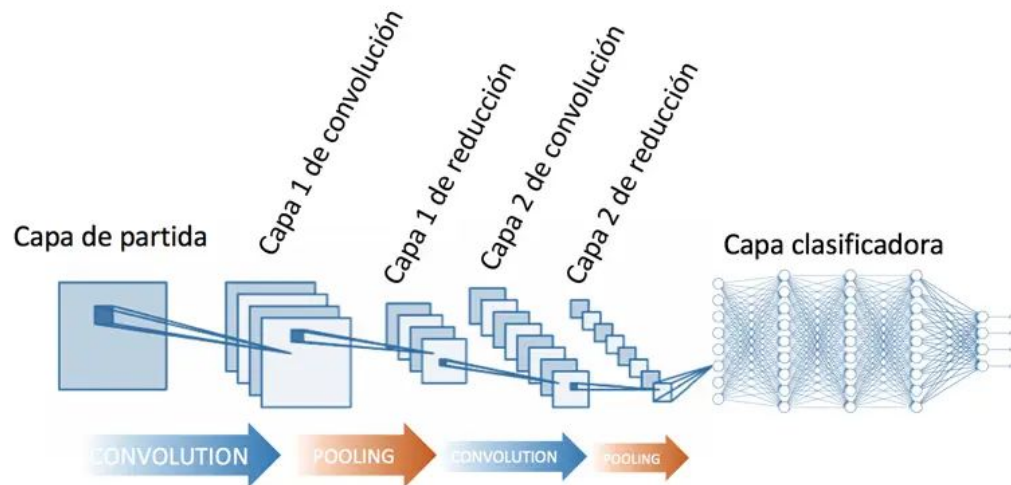 Capa de partida
Capa 1 de convolución
Capa 1 de reducción
Capa 2 de convolución
Capa 2 de reducción
Capa clasificadora
CONVOLUTION
POOLING
CONVOLUTION
POOLING